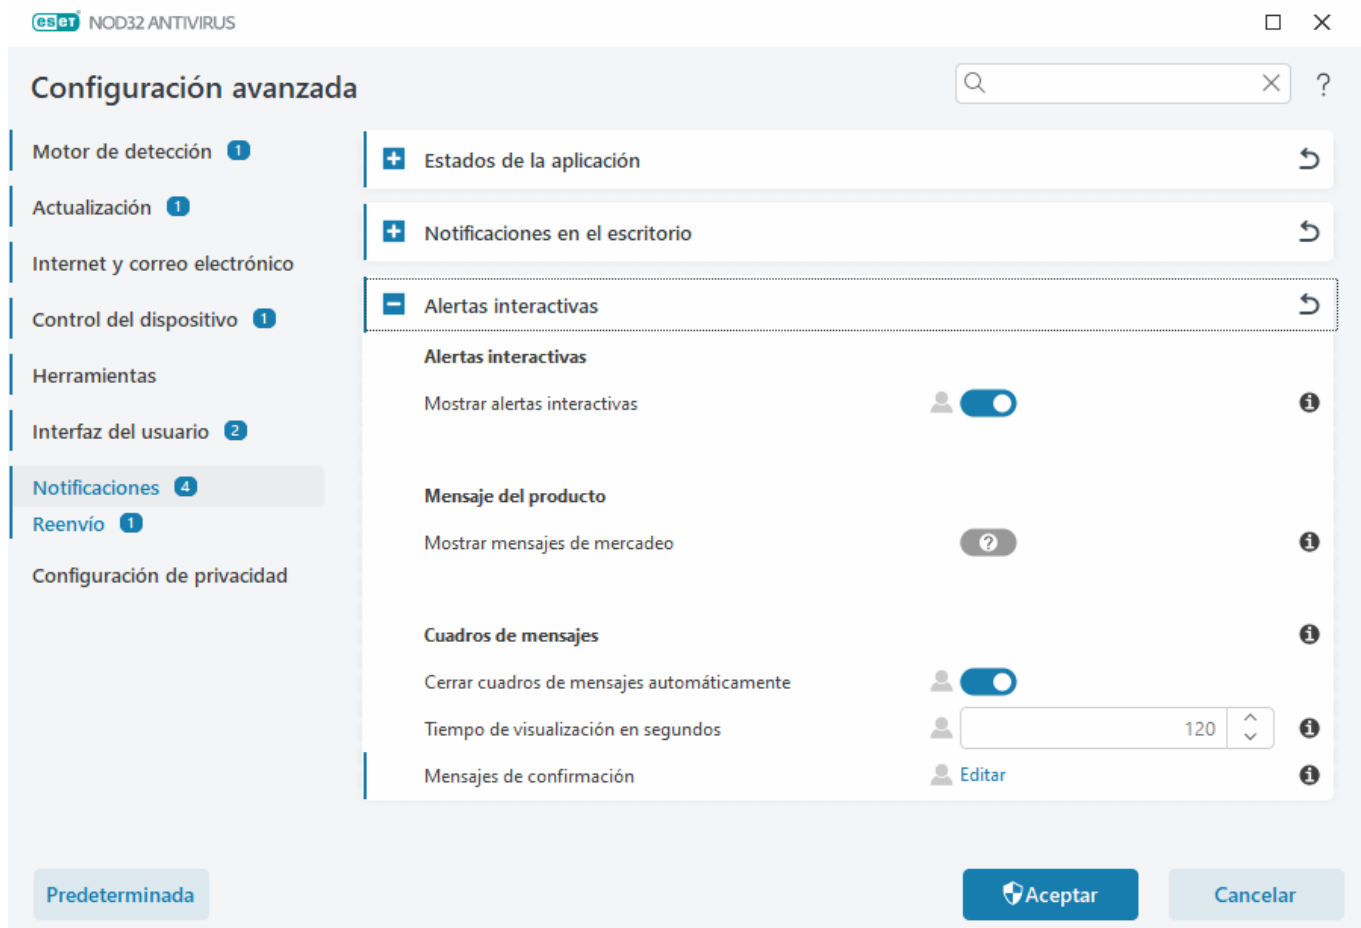 eset NOD32 ANTIVIRUS
Configuración avanzada
?
Motor de detección 1
Actualización 1
Internet y correo electrónico
Control del dispositivo 1
Herramientas
Interfaz del usuario 2
Notificaciones 4
Reenvío 1
Configuración de privacidad
Estados de la aplicación
Notificaciones en el escritorio
Alertas interactivas
Alertas interactivas
Mostrar alertas interactivas
Mensaje del producto
Mostrar mensajes de mercadeo
?
Cuadros de mensajes
Cerrar cuadros de mensajes automáticamente
Tiempo de visualización en segundos 120
Mensajes de confirmación Editar
Predeterminada
Aceptar
Cancelar